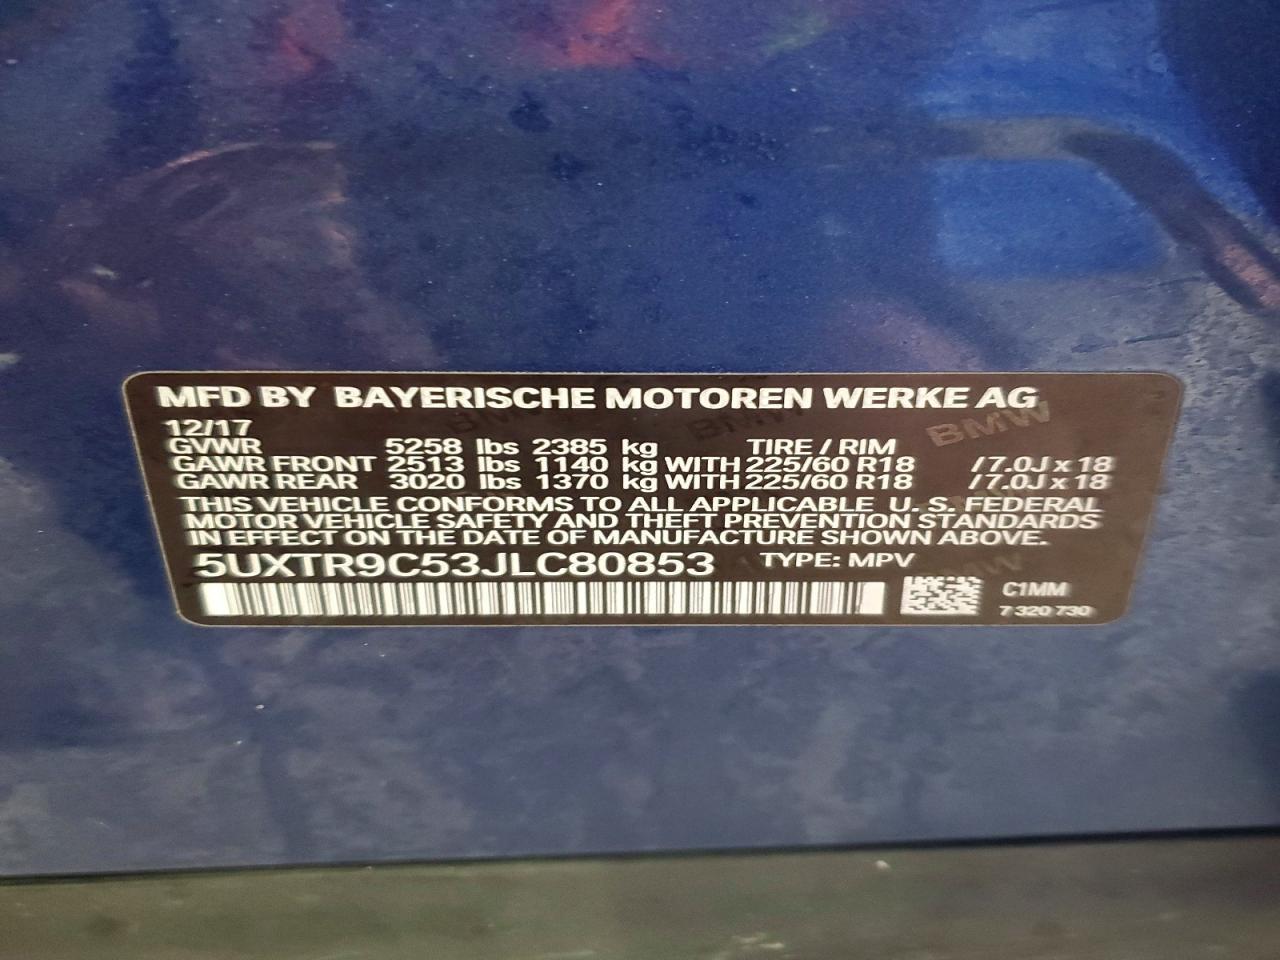 MFD BY BAYERISCHE MOTOREN WERKE AG
12/17
GVWR 5258 lbs 2385 kg TIRE / RIM
GAWR FRONT 2513 lbs 1140 kg WITH 225/60 R18 / 7.0J x 18
GAWR REAR 3020 lbs 1370 kg WITH 225/60 R18 / 7.0J x 18
THIS VEHICLE CONFORMS TO ALL APPLICABLE U. S. FEDERAL
MOTOR VEHICLE SAFETY AND THEFT PREVENTION STANDARDS
IN EFFECT ON THE DATE OF MANUFACTURE SHOWN ABOVE.
5UXTR9C53JLC80853 TYPE: MPV
C1MM
7 320 730
BMW